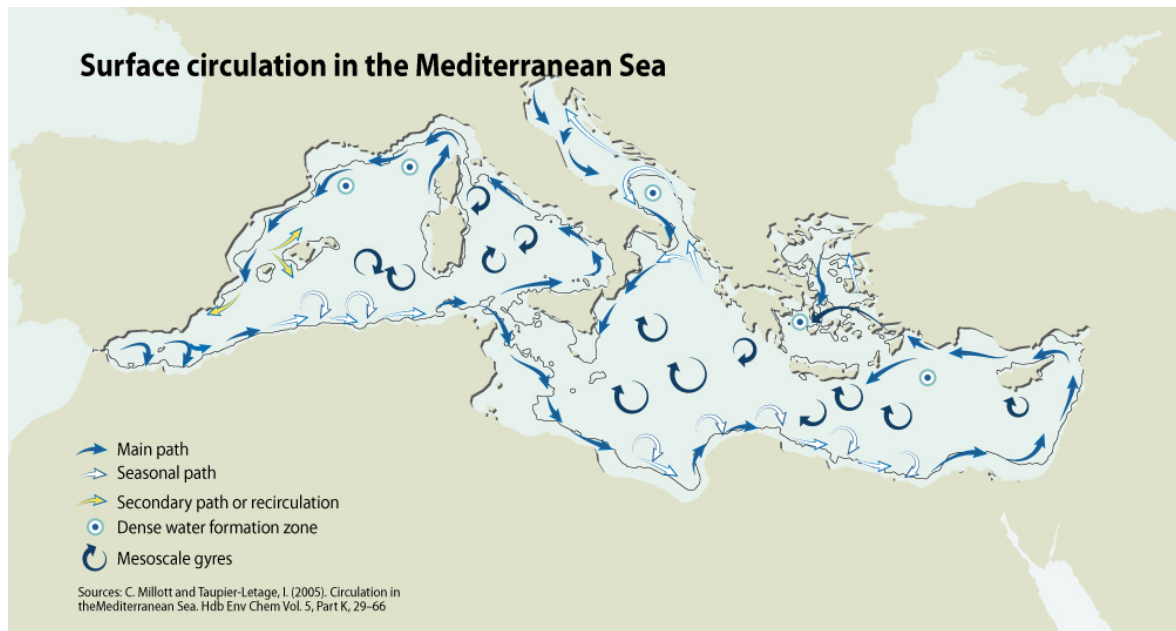 Surface circulation in the Mediterranean Sea
Main path
Seasonal path
Secondary path or recirculation
Dense water formation zone
Mesoscale gyres
Sources: C. Millott and Taupier-Letage, I. (2005). Circulation in
theMediterranean Sea. Hdb Env Chem Vol. 5, Part K, 29–66